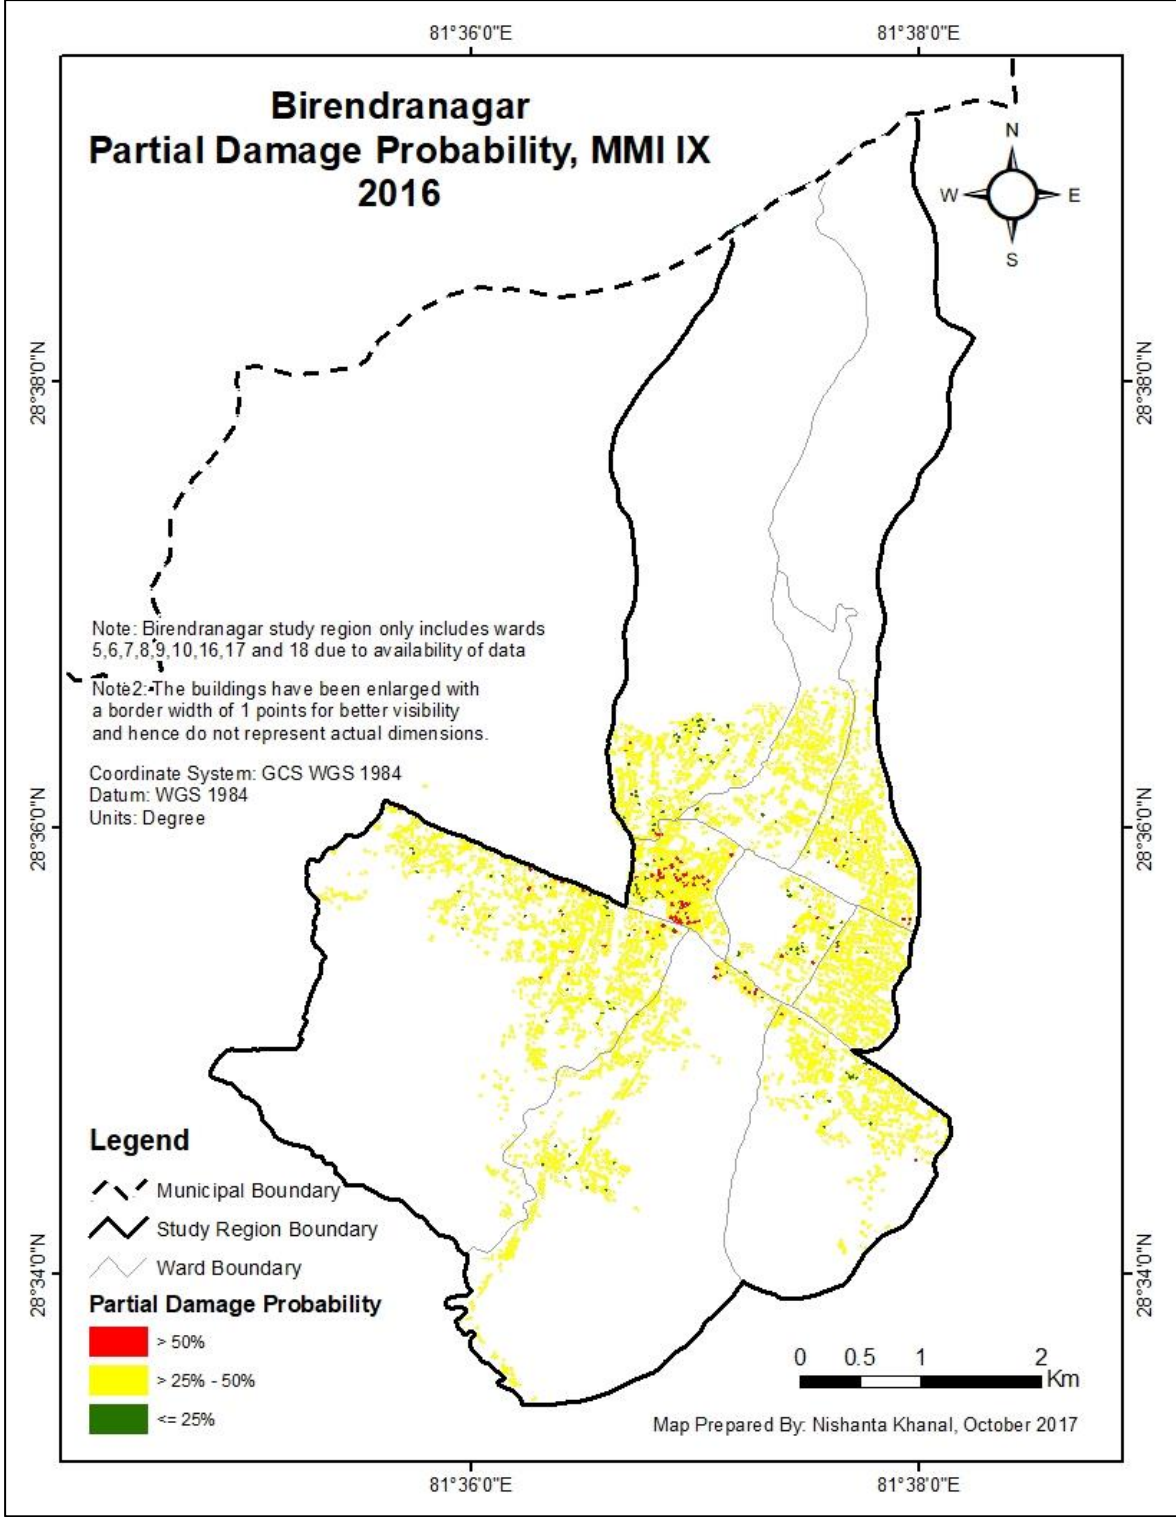 81°36'0"E
81°38'0"E
Birendranagar
Partial Damage Probability, MMI IX
2016
N
W
E
S
28°38'0"N
28°38'0"N
Note: Birendranagar study region only includes wards
5,6,7,8,9,10,16,17 and 18 due to availability of data
Note2: The buildings have been enlarged with
a border width of 1 points for better visibility
and hence do not represent actual dimensions.
Coordinate System: GCS WGS 1984
Datum: WGS 1984
Units: Degree
28°36'0"N
28°36'0"N
Legend
Municipal Boundary
Study Region Boundary
Ward Boundary
28°34'0"N
28°34'0"N
Partial Damage Probability
> 50%
> 25% - 50%
<= 25%
0 0.5 1 2
Km
Map Prepared By: Nishanta Khanal, October 2017
81°36'0"E
81°38'0"E